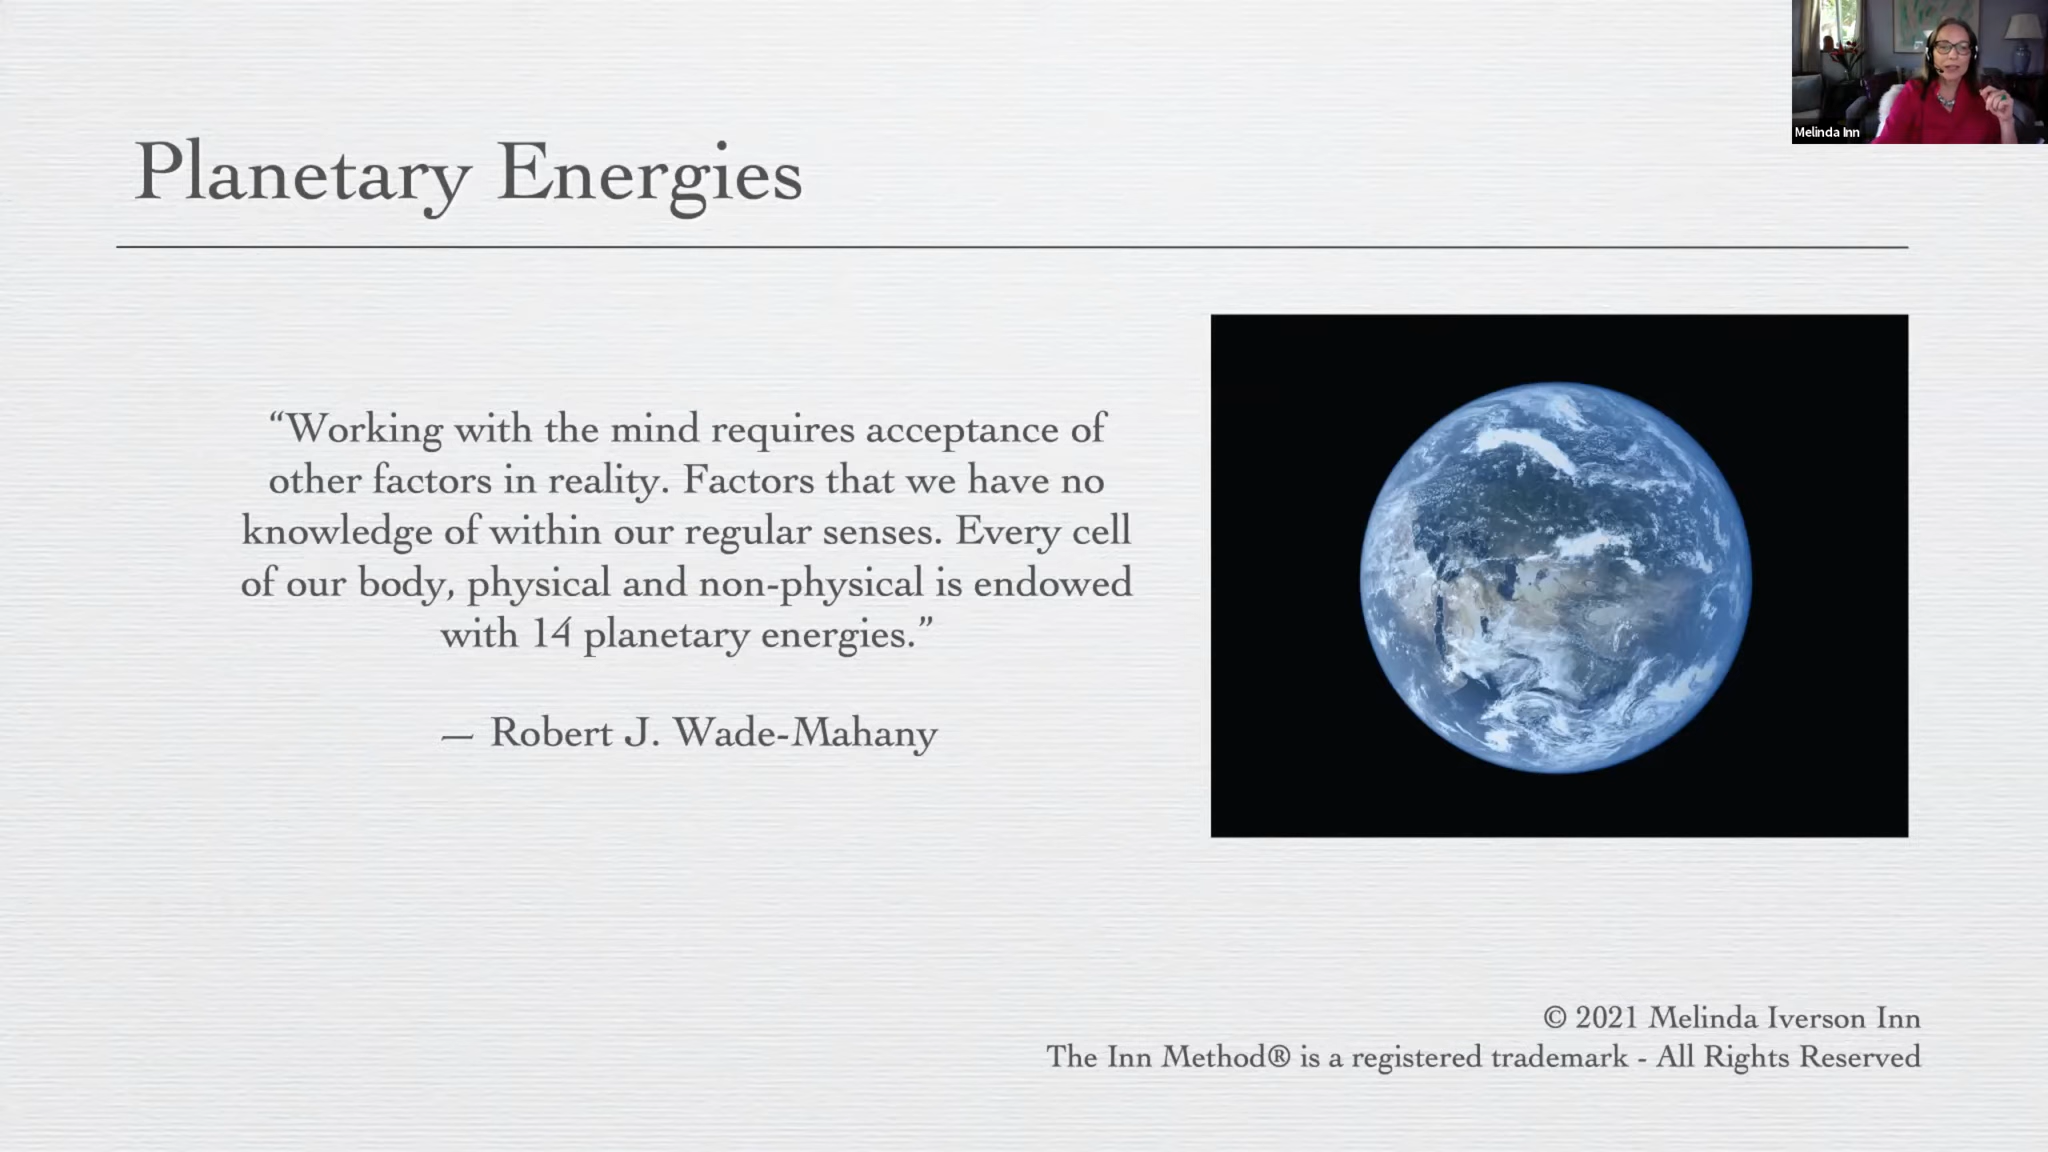 Melinda Inn
Planetary Energies
“Working with the mind requires acceptance of
other factors in reality. Factors that we have no
knowledge of within our regular senses. Every cell
of our body, physical and non-physical is endowed
with 14 planetary energies.”
— Robert J. Wade-Mahany
© 2021 Melinda Iverson Inn
The Inn Method® is a registered trademark - All Rights Reserved